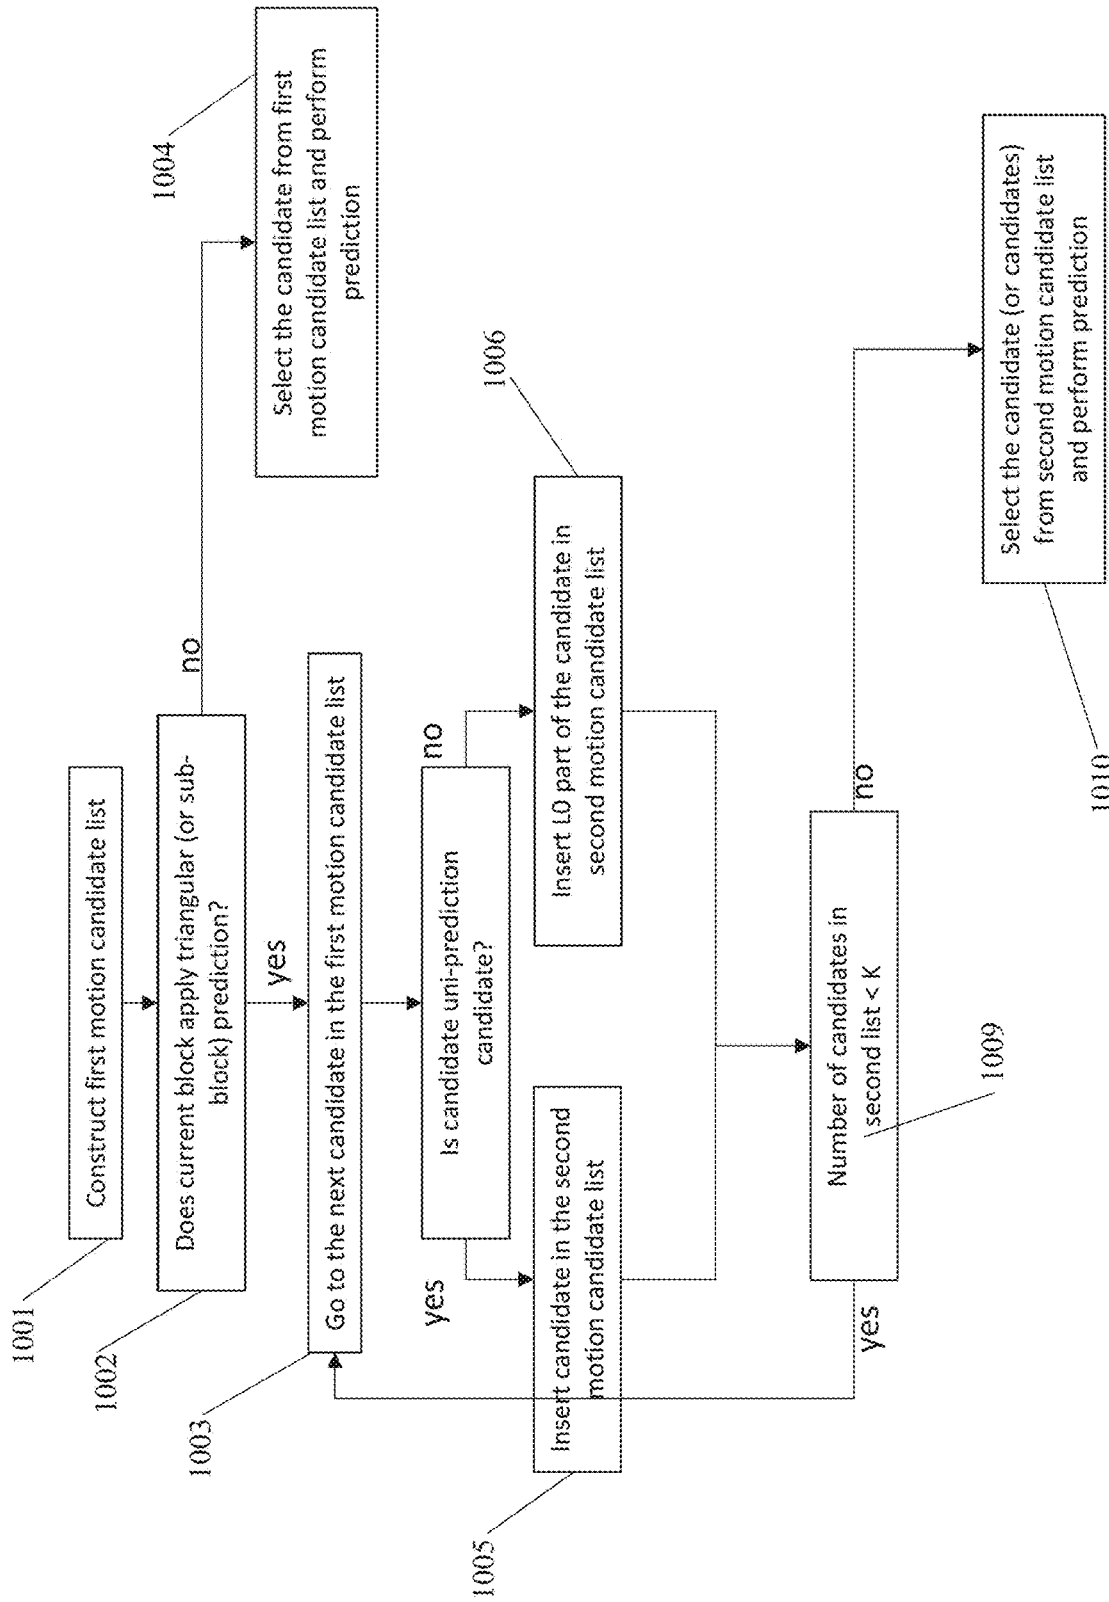 1001
Construct first motion candidate list
1002
Does current block apply triangular (or sub-
block) prediction?
no
yes
1004
Select the candidate from first
motion candidate list and perform
prediction
1003
Go to the next candidate in the first motion candidate list
Is candidate uni-prediction
candidate?
yes
no
1005
Insert candidate in the second
motion candidate list
1006
Insert L0 part of the candidate in
second motion candidate list
Number of candidates in
second list < K
1009
yes
no
Select the candidate (or candidates)
from second motion candidate list
and perform prediction
1010